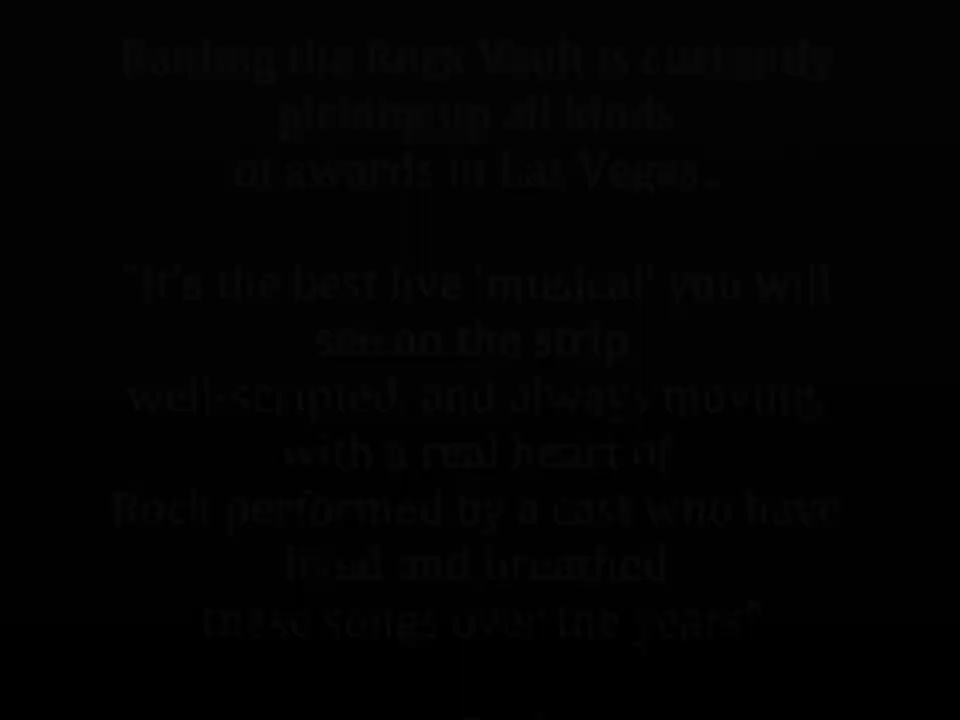 Raiding the Rock Vault is currently
picking up all kinds
of awards in Las Vegas..
"It's the best live 'musical' you will
see on the strip
well-scripted, and always moving,
with a real heart of
Rock performed by a cast who have
lived and breathed
these songs over the years"